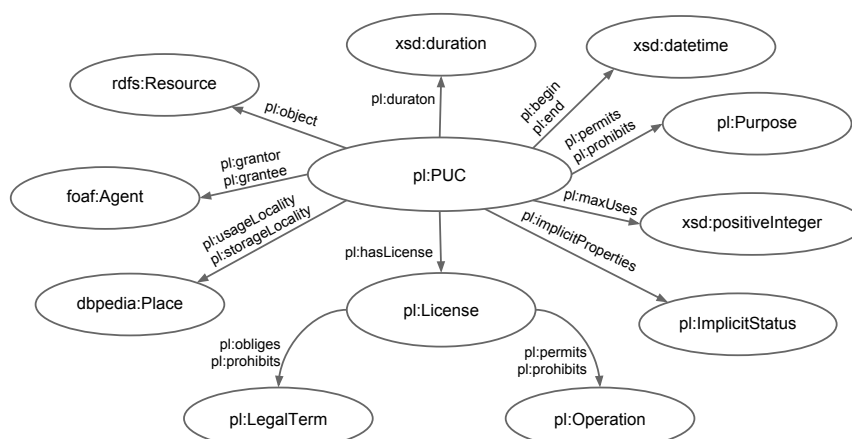 xsd:duration
xsd:datetime
rdfs:Resource
pl:object
pl:duraton
pl:begin
pl:end
pl:permits
pl:prohibits
pl:Purpose
pl:grantor
pl:grantee
foaf:Agent
pl:PUC
pl:maxUses
xsd:positiveInteger
pl:usageLocality
pl:storageLocality
pl:hasLicense
pl:implicitProperties
dbpedia:Place
pl:License
pl:ImplicitStatus
pl:obliges
pl:prohibits
pl:permits
pl:prohibits
pl:LegalTerm
pl:Operation